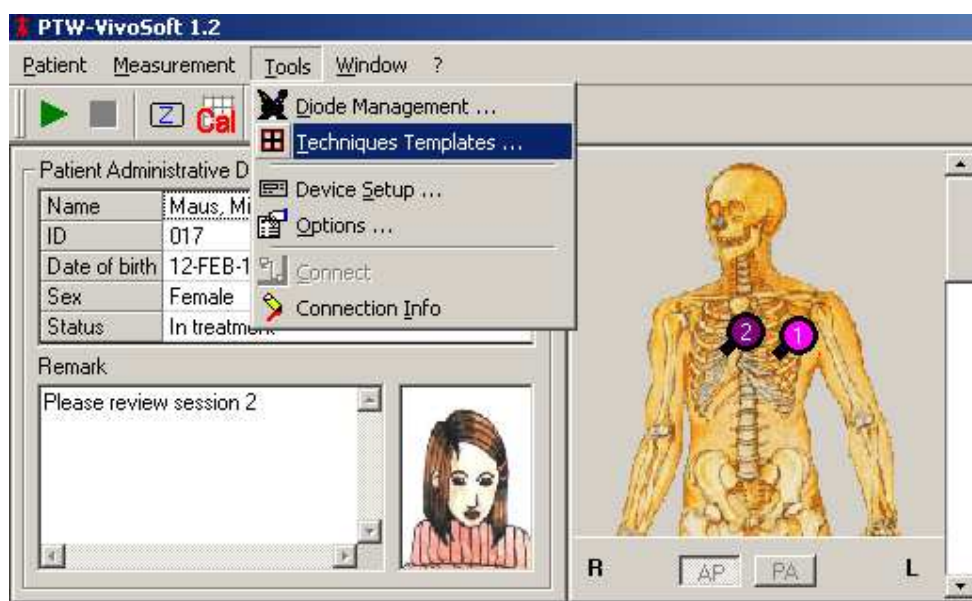 PTW-VivoSoft 1.2
Patient Measurement Tools Window ?
Z Cal
Diode Management ...
Techniques Templates ...
Device Setup ...
Options ...
Connect
Connection Info
Patient Admin
Name Maus, Mi
ID 017
Date of birth 12-FEB-1
Sex Female
Status In treatment
2 1
Remark
Please review session 2
R AP PA L